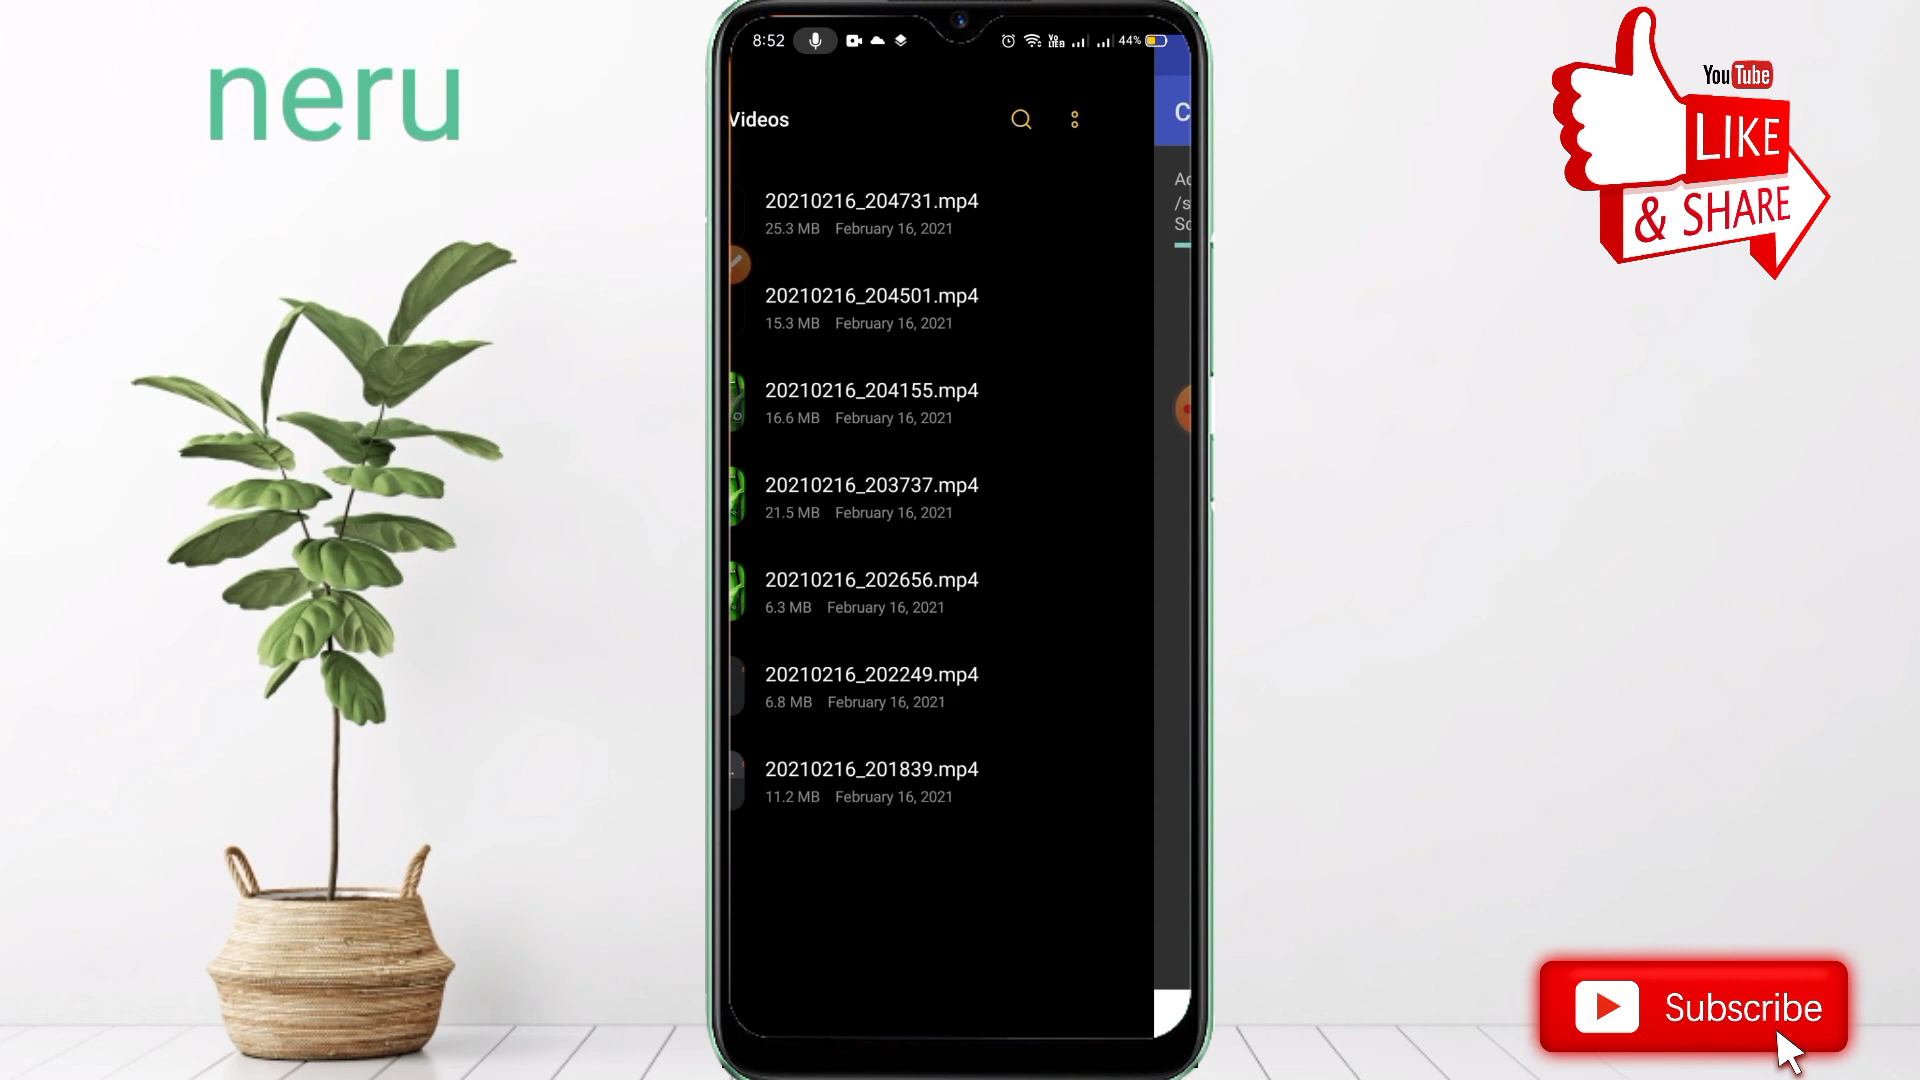 neru
8:52
44%
Videos
20210216_204731.mp4
25.3 MB February 16, 2021
20210216_204501.mp4
15.3 MB February 16, 2021
20210216_204155.mp4
16.6 MB February 16, 2021
20210216_203737.mp4
21.5 MB February 16, 2021
20210216_202656.mp4
6.3 MB February 16, 2021
20210216_202249.mp4
6.8 MB February 16, 2021
20210216_201839.mp4
11.2 MB February 16, 2021
C
Ac
/s
Sc
YouTube
LIKE
& SHARE
Subscribe